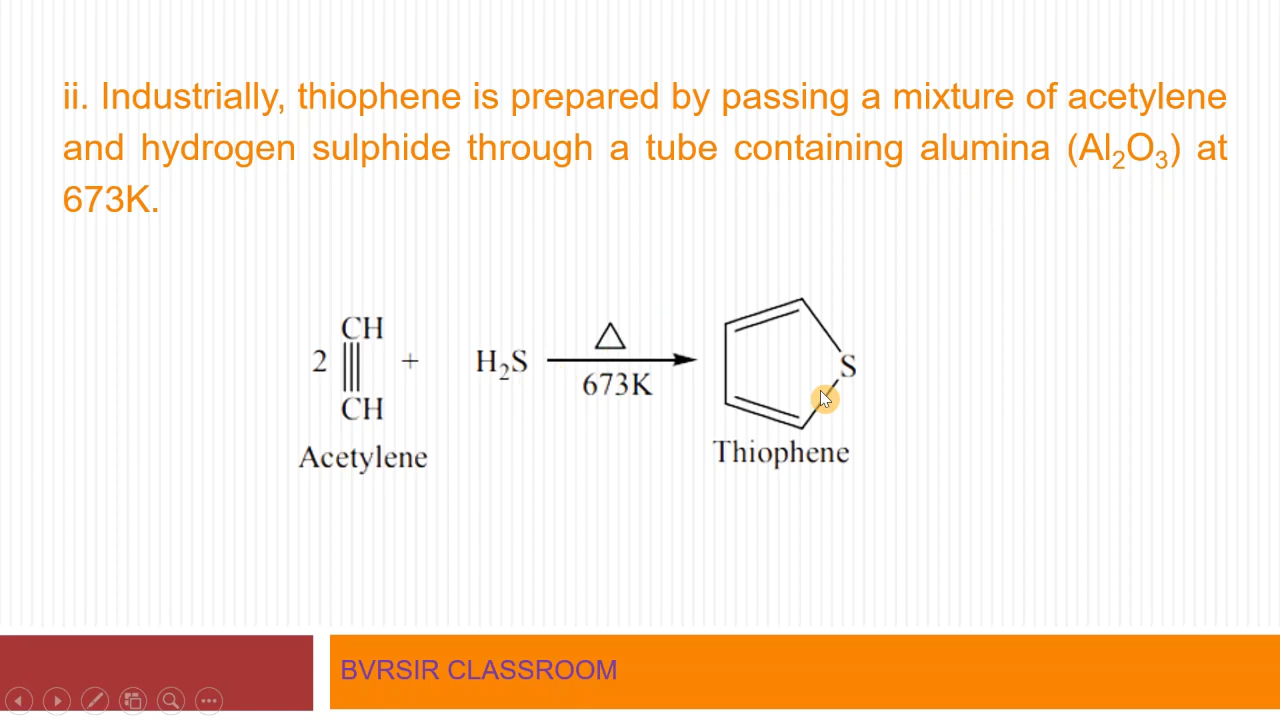 ii. Industrially, thiophene is prepared by passing a mixture of acetylene
and hydrogen sulphide through a tube containing alumina (Al₂O₃) at
673K.
CH
2 + H₂S △ S
673K
CH
Acetylene Thiophene
BVRSIR CLASSROOM